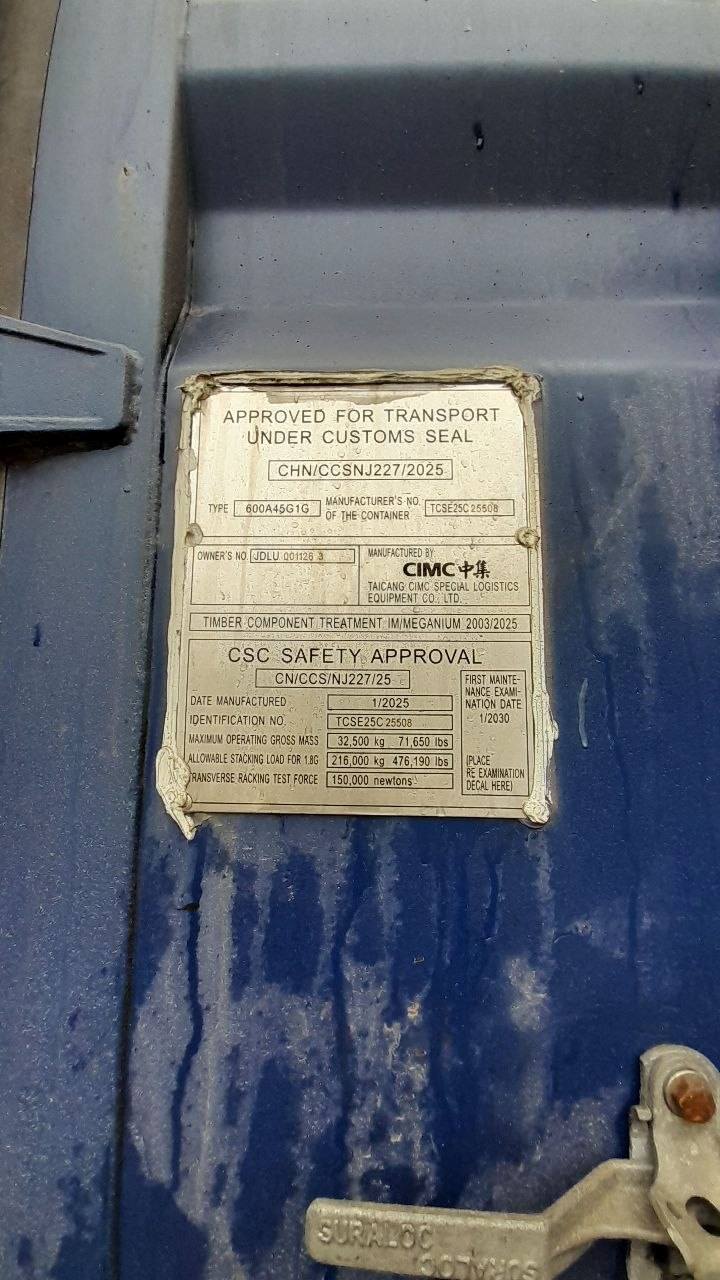 APPROVED FOR TRANSPORT
UNDER CUSTOMS SEAL
CHN/CCSNJ227/2025
TYPE 600A45G1G MANUFACTURER'S NO. OF THE CONTAINER TCSE25C 25508
OWNER'S NO. JDLU 001126 3
MANUFACTURED BY:
CIMC 中集
TAICANG CIMC SPECIAL LOGISTICS
EQUIPMENT CO., LTD.
TIMBER COMPONENT TREATMENT IM/MEGANIUM 2003/2025
CSC SAFETY APPROVAL
CN/CCS/NJ227/25
DATE MANUFACTURED 1/2025
IDENTIFICATION NO. TCSE25C 25508
MAXIMUM OPERATING GROSS MASS 32,500 kg 71,650 lbs
ALLOWABLE STACKING LOAD FOR 1.8G 216,000 kg 476,190 lbs
TRANSVERSE RACKING TEST FORCE 150,000 newtons
FIRST MAINTE-
NANCE EXAMI-
NATION DATE
1/2030
(PLACE
RE EXAMINATION
DECAL HERE)
SURALOC
SURALOC